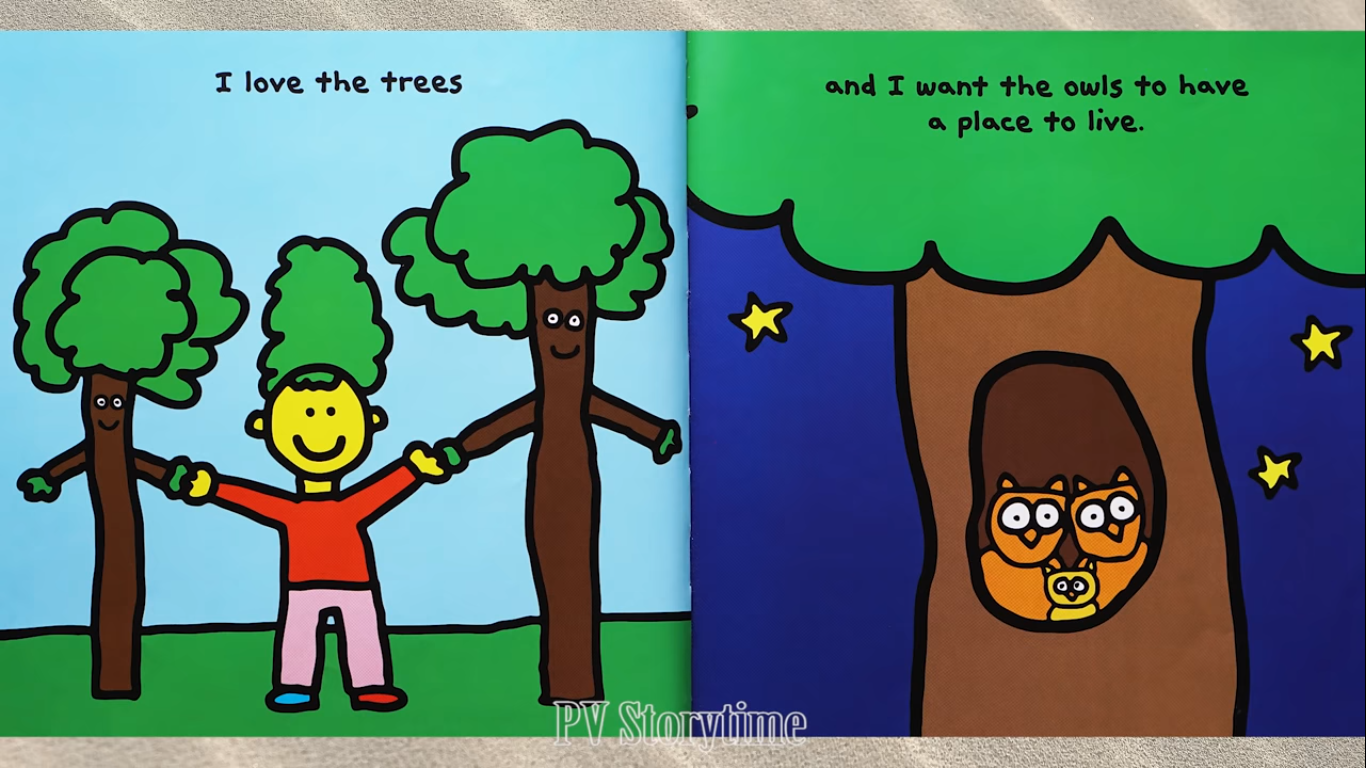 I love the trees
and I want the owls to have
a place to live.
PV Storytime